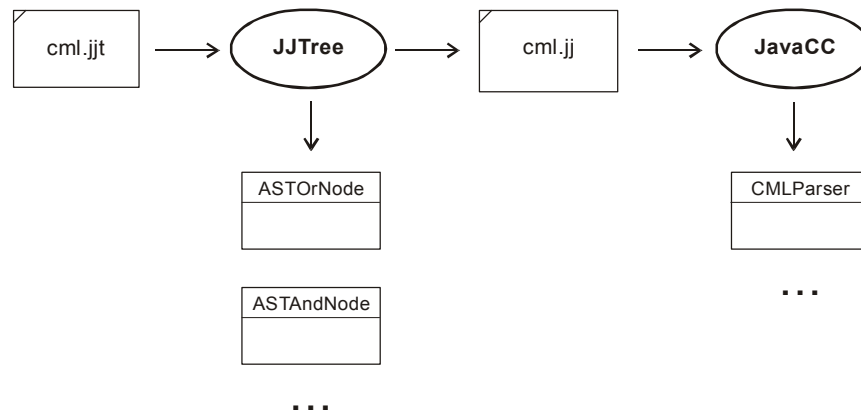 cml.jjt
JJTree
cml.jj
JavaCC
ASTOrNode
CMLParser
...
ASTAndNode
...